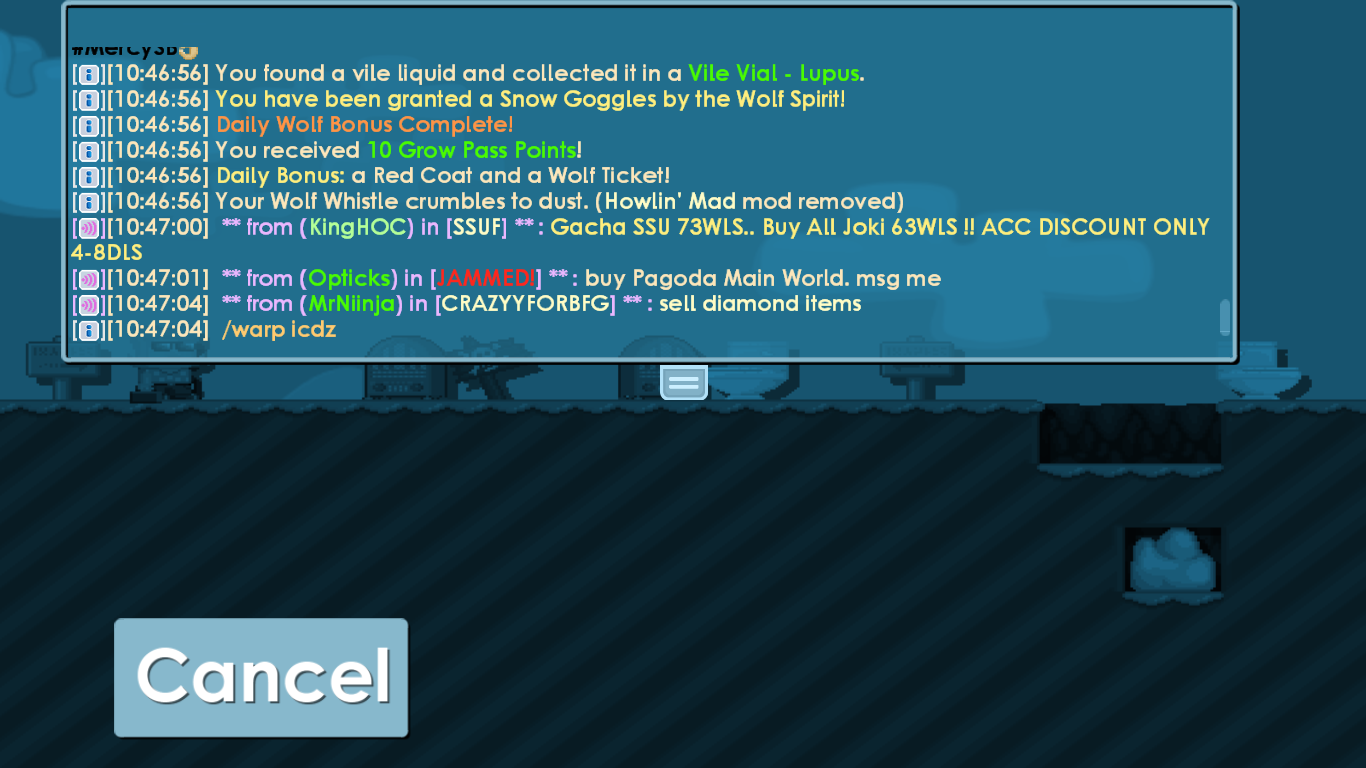 #Mercy3B
[i][10:46:56] You found a vile liquid and collected it in a Vile Vial - Lupus.
[i][10:46:56] You have been granted a Snow Goggles by the Wolf Spirit!
[i][10:46:56] Daily Wolf Bonus Complete!
[i][10:46:56] You received 10 Grow Pass Points!
[i][10:46:56] Daily Bonus: a Red Coat and a Wolf Ticket!
[i][10:46:56] Your Wolf Whistle crumbles to dust. (Howlin' Mad mod removed)
[][10:47:00] ** from (KingHOC) in [SSUF] ** : Gacha SSU 73WLS.. Buy All Joki 63WLS !! ACC DISCOUNT ONLY
4-8DLS
[][10:47:01] ** from (Opticks) in [JAMMED!] ** : buy Pagoda Main World. msg me
[][10:47:04] ** from (MrNiinja) in [CRAZYYFORBFG] ** : sell diamond items
[i][10:47:04] /warp icdz
Cancel